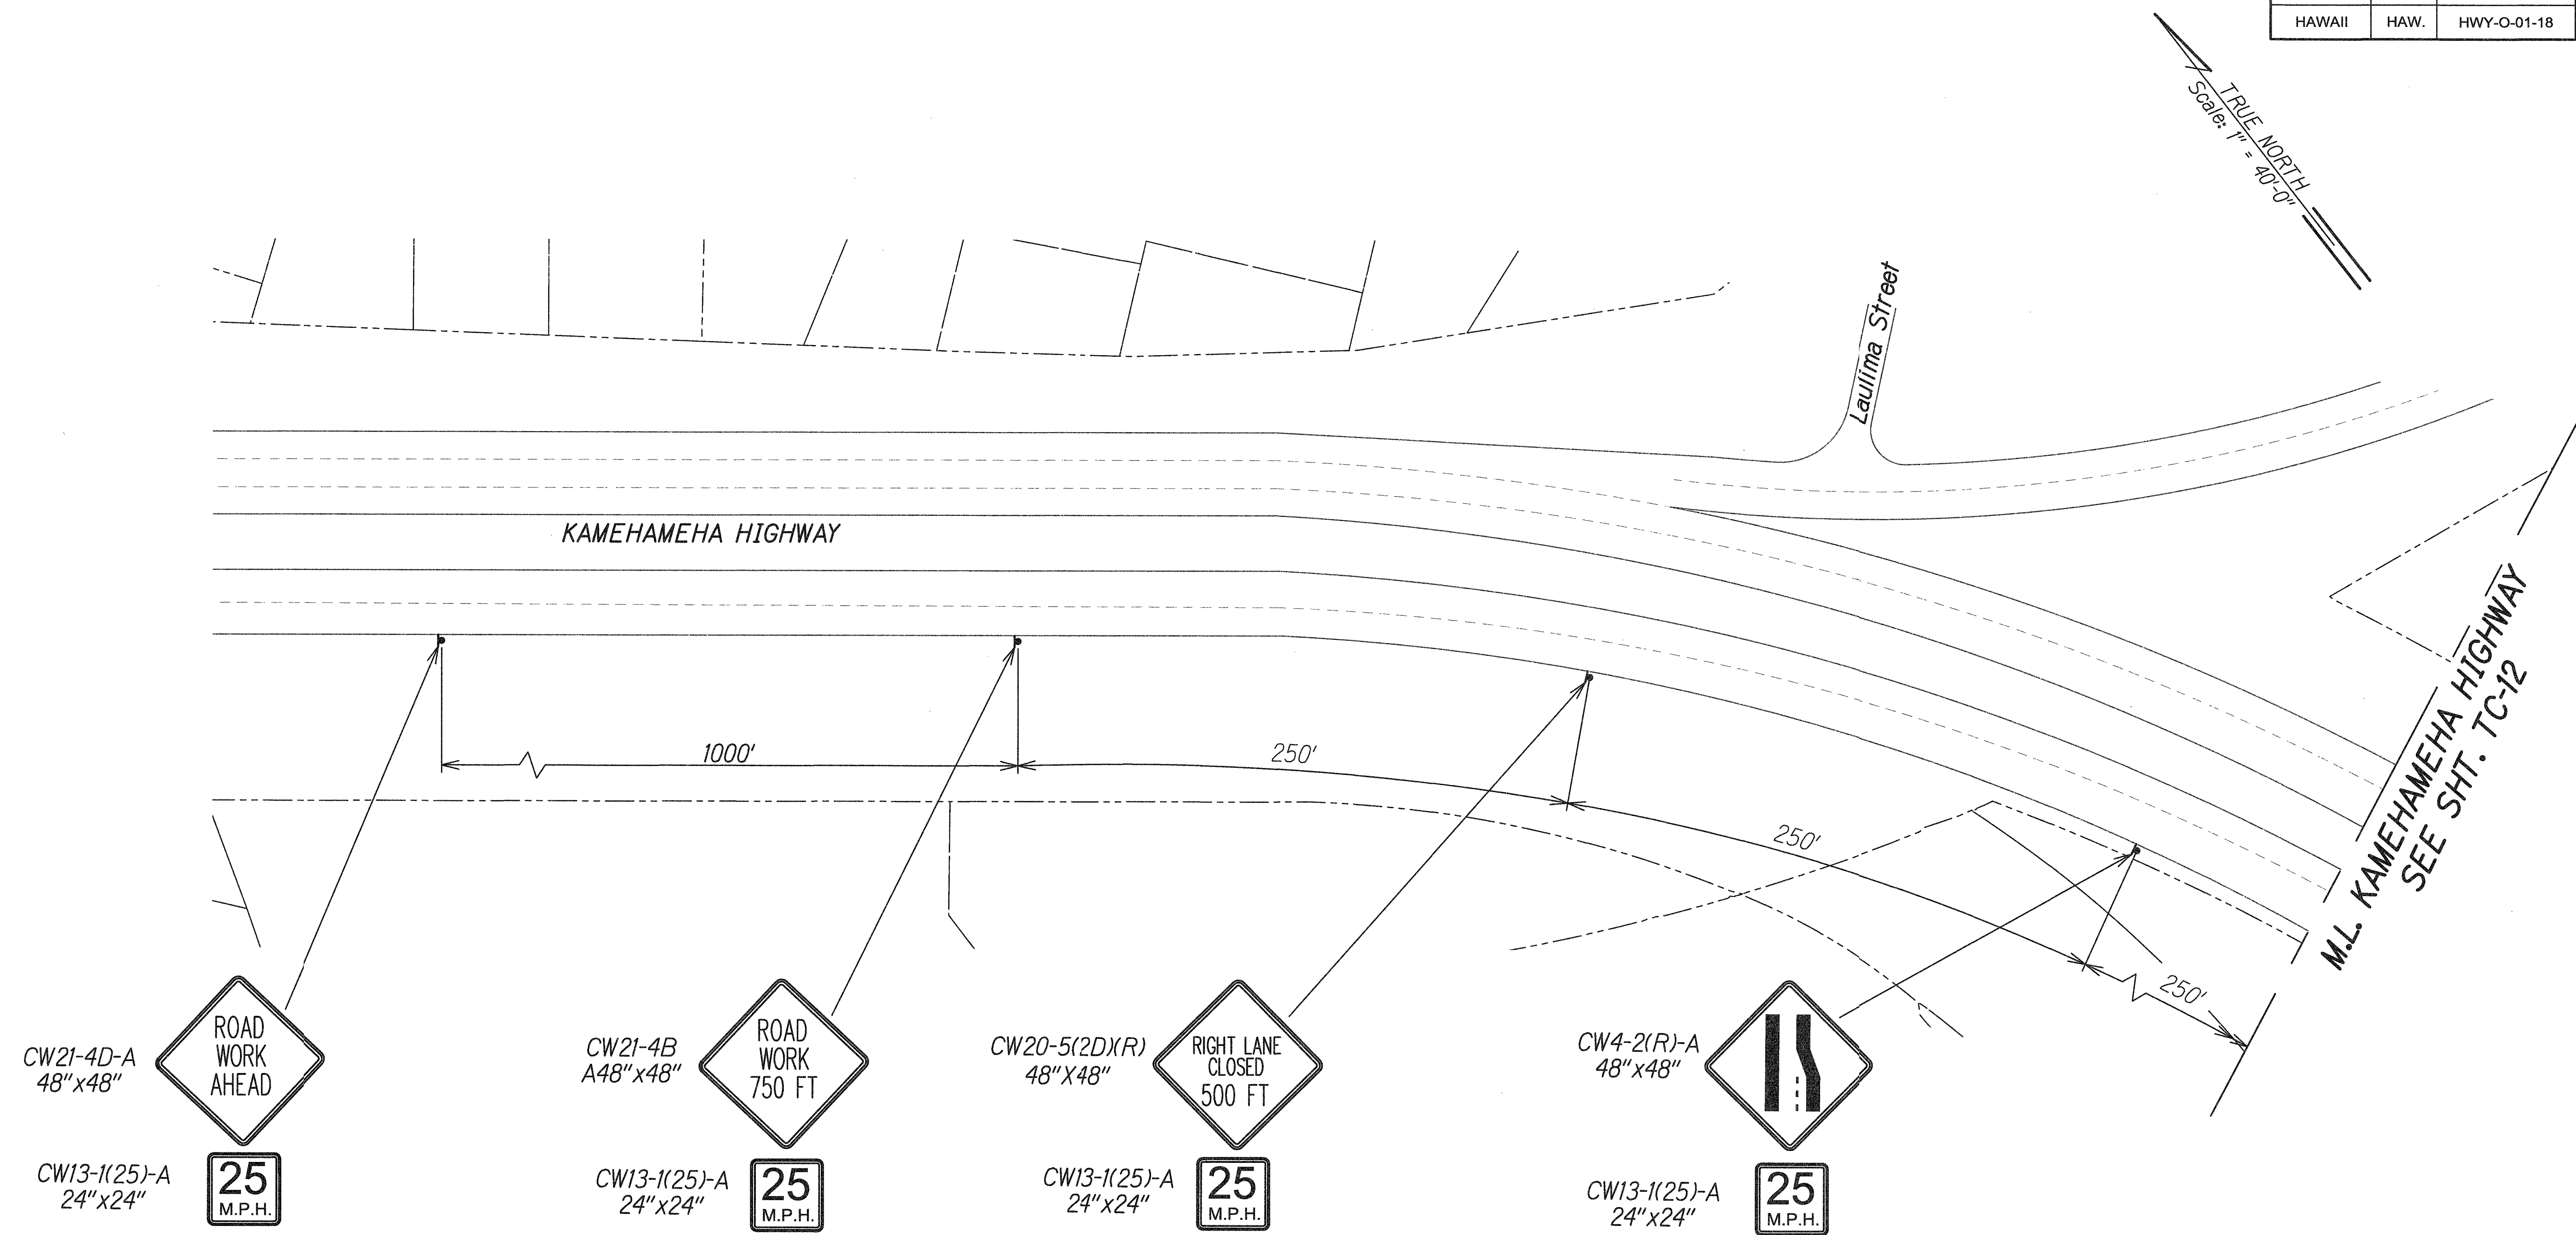 HAWAII HAW. HWY-O-01-18
TRUE NORTH
Scale: 1" = 40'-0"
Laulima Street
KAMEHAMEHA HIGHWAY
1000'
250'
250'
250'
M.L. KAMEHAMEHA HIGHWAY
SEE SHT. TC-12
CW21-4D-A
48"x48"
ROAD
WORK
AHEAD
CW13-1(25)-A
24"x24"
25
M.P.H.
CW21-4B
A48"x48"
ROAD
WORK
750 FT
CW13-1(25)-A
24"x24"
25
M.P.H.
CW20-5(2D)(R)
48"X48"
RIGHT LANE
CLOSED
500 FT
CW13-1(25)-A
24"x24"
25
M.P.H.
CW4-2(R)-A
48"x48"
CW13-1(25)-A
24"x24"
25
M.P.H.